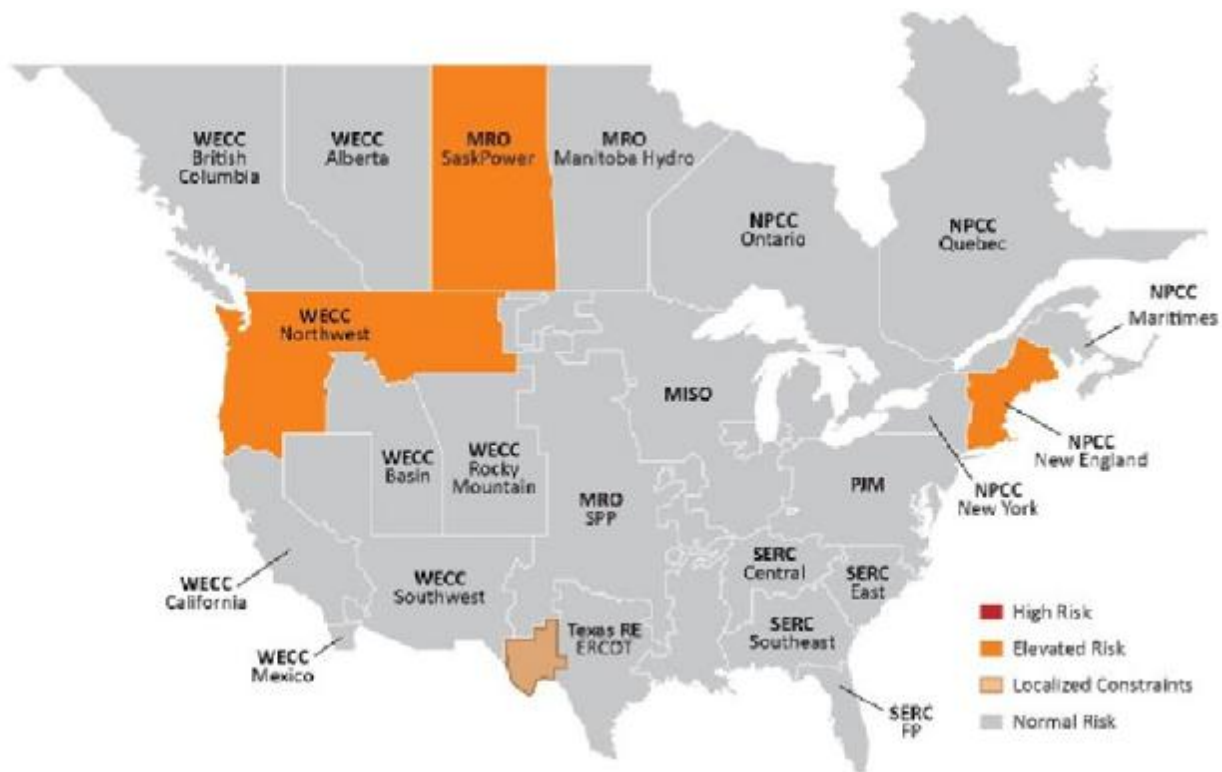 WECC
British
Columbia
WECC
Alberta
MRO
SaskPower
MRO
Manitoba Hydro
NPCC
Ontario
NPCC
Quebec
NPCC
Maritimes
WECC
Northwest
MISO
NPCC
New England
WECC
Basin
WECC
Rocky
Mountain
MRO
SPP
PJM
NPCC
New York
WECC
California
WECC
Southwest
SERC
Central
SERC
East
WECC
Mexico
Texas RE
ERCOT
SERC
Southeast
SERC
FP
High Risk
Elevated Risk
Localized Constraints
Normal Risk